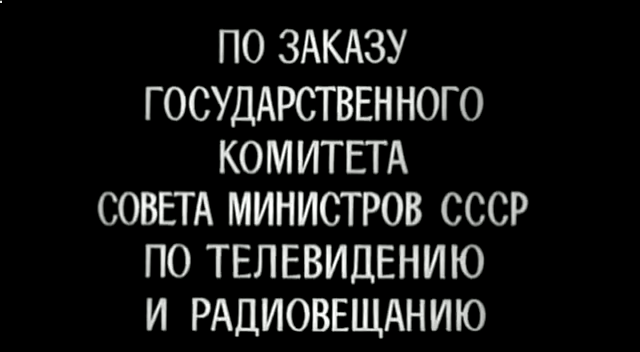 ПО ЗАКАЗУ
ГОСУДАРСТВЕННОГО
КОМИТЕТА
СОВЕТА МИНИСТРОВ СССР
ПО ТЕЛЕВИДЕНИЮ
И РАДИОВЕЩАНИЮ